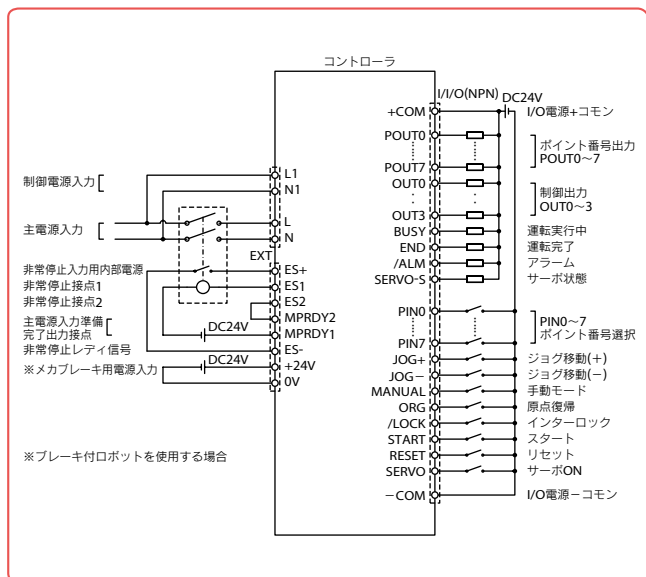 コントローラ
I/I/O(NPN)
DC24V
+COM
I/O電源+コモン
POUT0
ポイント番号出力
POUT0～7
POUT7
OUT0
制御出力
OUT0～3
OUT3
BUSY
運転実行中
END
運転完了
/ALM
アラーム
SERVO-S
サーボ状態
制御電源入力
L1
N1
主電源入力
L
N
EXT
非常停止入力用内部電源
ES+
非常停止接点1
ES1
非常停止接点2
ES2
主電源入力準備
完了出力接点
MPRDY2
DC24V
MPRDY1
非常停止レディ信号
ES-
※メカブレーキ用電源入力
DC24V
+24V
0V
PIN0
PIN0～7
ポイント番号選択
PIN7
JOG+
ジョグ移動(+)
JOG−
ジョグ移動(−)
MANUAL
手動モード
ORG
原点復帰
/LOCK
インターロック
START
スタート
RESET
リセット
SERVO
サーボON
−COM
I/O電源−コモン
※ブレーキ付ロボットを使用する場合